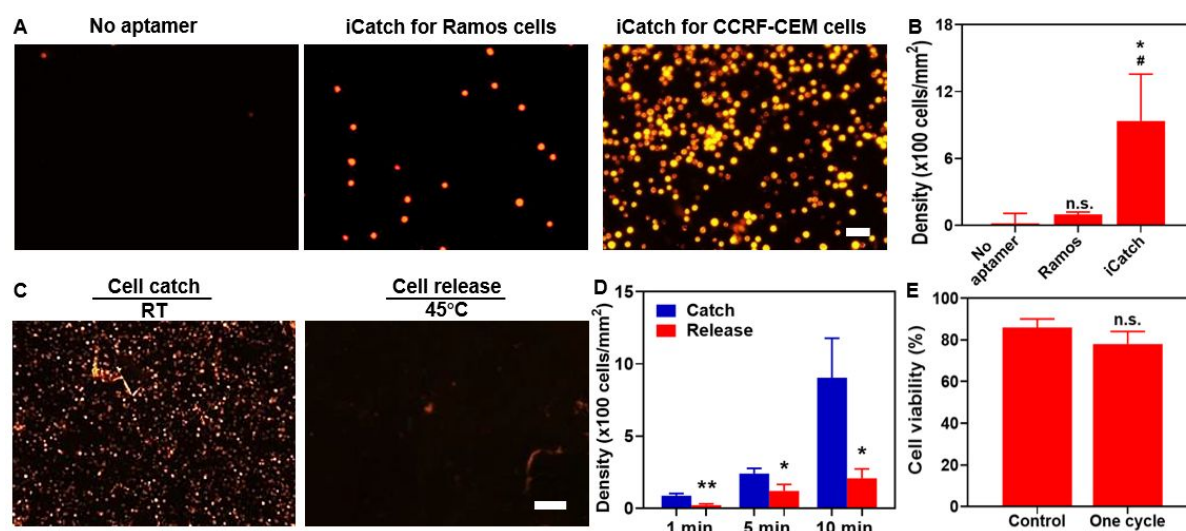 A
No aptamer
iCatch for Ramos cells
iCatch for CCRF-CEM cells
B
Density (x100 cells/mm²)
18
12
6
0
n.s.
*
#
No aptamer
Ramos
iCatch
C
Cell catch
RT
Cell release
45°C
D
Density (x100 cells/mm²)
15
10
5
0
Catch
Release
**
*
*
1 min
5 min
10 min
E
Cell viability (%)
100
80
60
40
20
0
n.s.
Control
One cycle